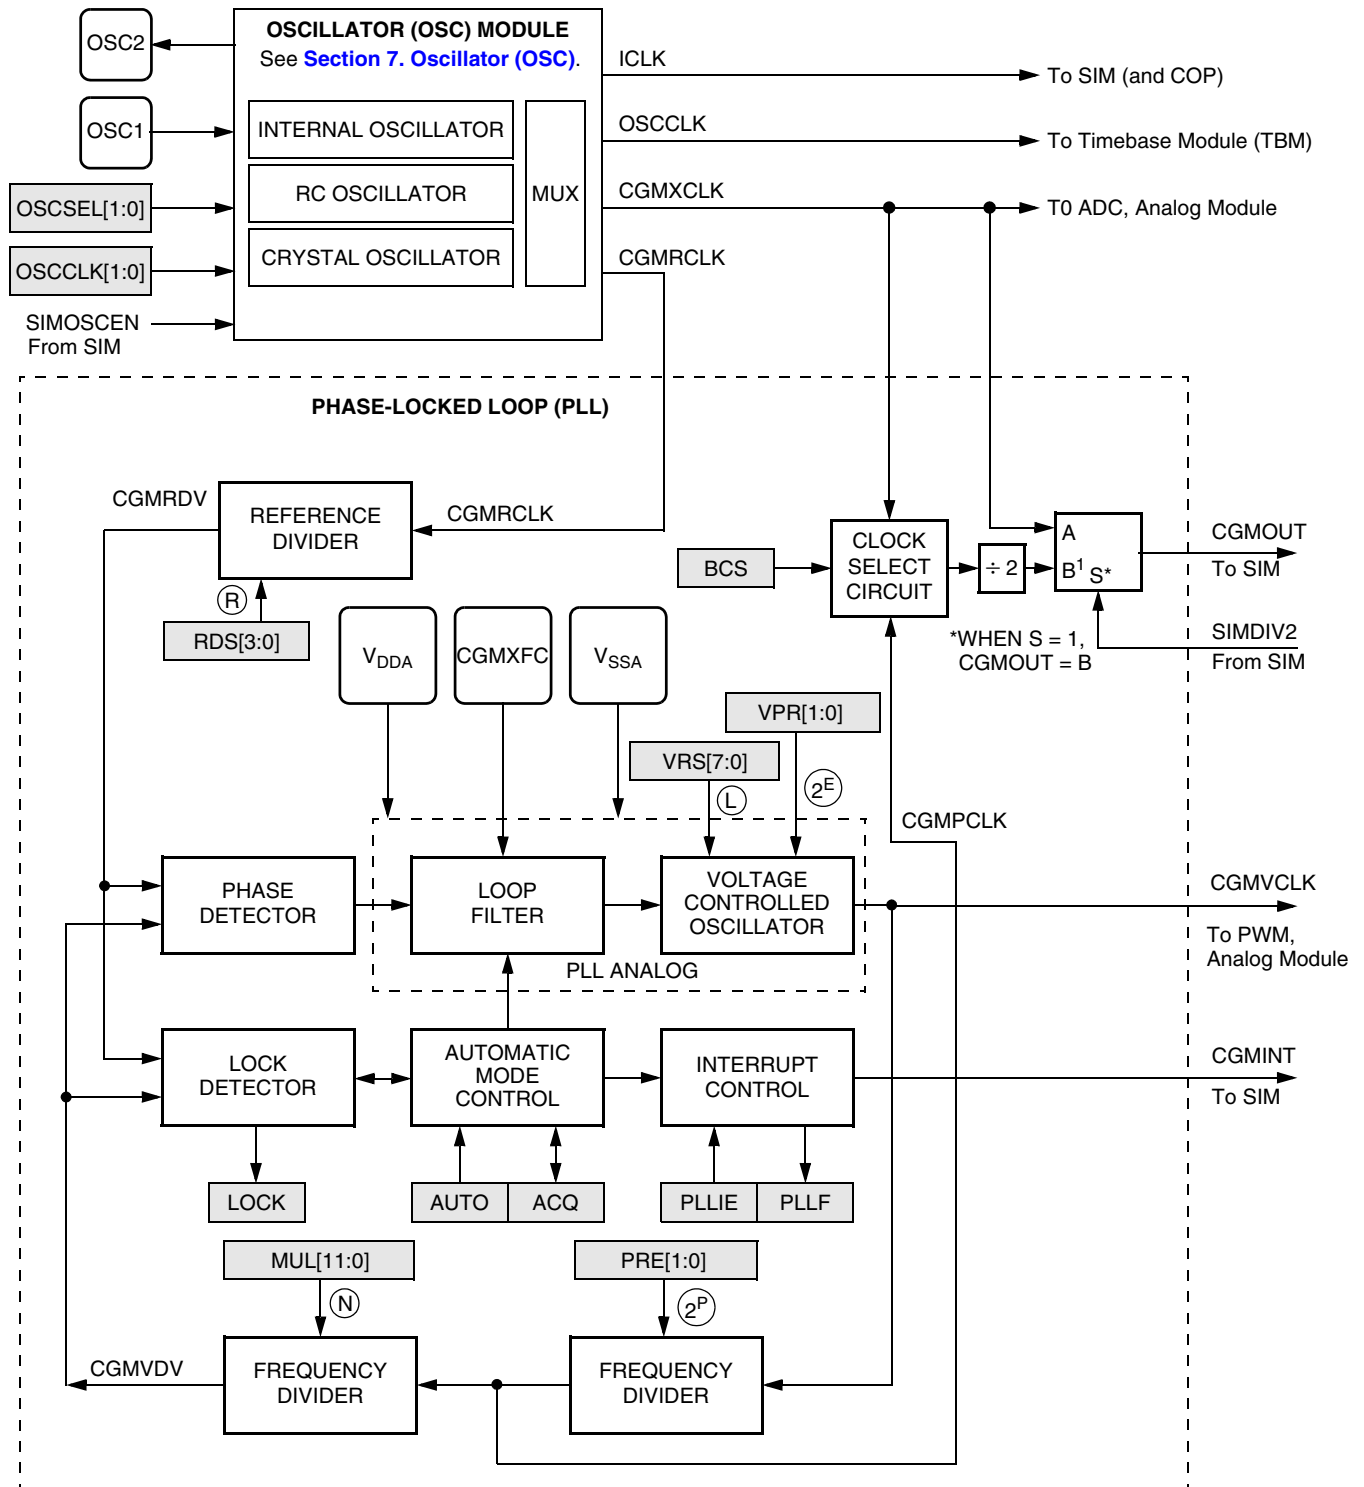 OSCILLATOR (OSC) MODULE
See Section 7. Oscillator (OSC).
OSC2
OSC1
OSCSEL[1:0]
OSCCLK[1:0]
SIMOSCEN
From SIM
INTERNAL OSCILLATOR
RC OSCILLATOR
CRYSTAL OSCILLATOR
MUX
ICLK
To SIM (and COP)
OSCCLK
To Timebase Module (TBM)
CGMXCLK
T0 ADC, Analog Module
CGMRCLK
PHASE-LOCKED LOOP (PLL)
CGMRDV
REFERENCE
DIVIDER
CGMRCLK
R
RDS[3:0]
BCS
CLOCK
SELECT
CIRCUIT
÷ 2
A
B1 S*
CGMOUT
To SIM
*WHEN S = 1,
CGMOUT = B
SIMDIV2
From SIM
VDDA
CGMXFC
VSSA
VPR[1:0]
VRS[7:0]
L
2E
CGMPCLK
PHASE
DETECTOR
LOOP
FILTER
VOLTAGE
CONTROLLED
OSCILLATOR
PLL ANALOG
CGMVCLK
To PWM,
Analog Module
LOCK
DETECTOR
AUTOMATIC
MODE
CONTROL
INTERRUPT
CONTROL
CGMINT
To SIM
LOCK
AUTO
ACQ
PLLIE
PLLF
MUL[11:0]
PRE[1:0]
N
2P
CGMVDV
FREQUENCY
DIVIDER
FREQUENCY
DIVIDER